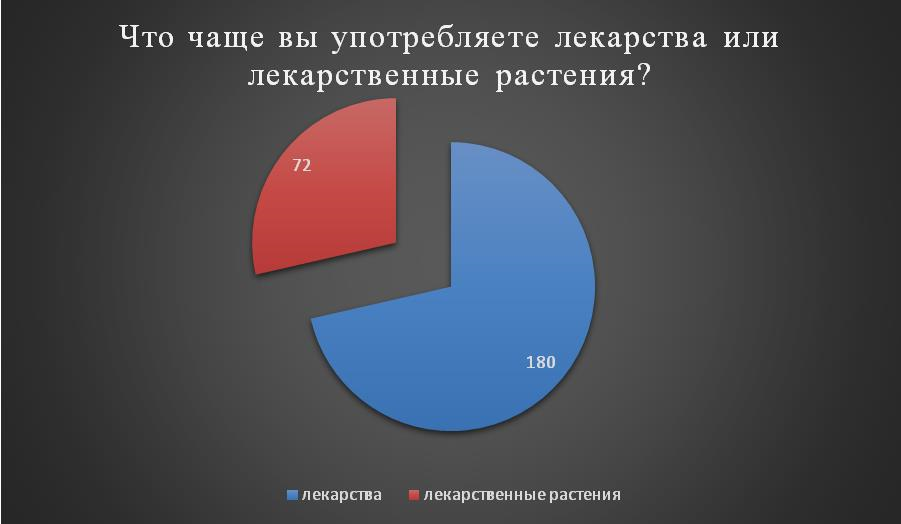 Что чаще вы употребляете лекарства или
лекарственные растения?
72
180
лекарства
лекарственные растения